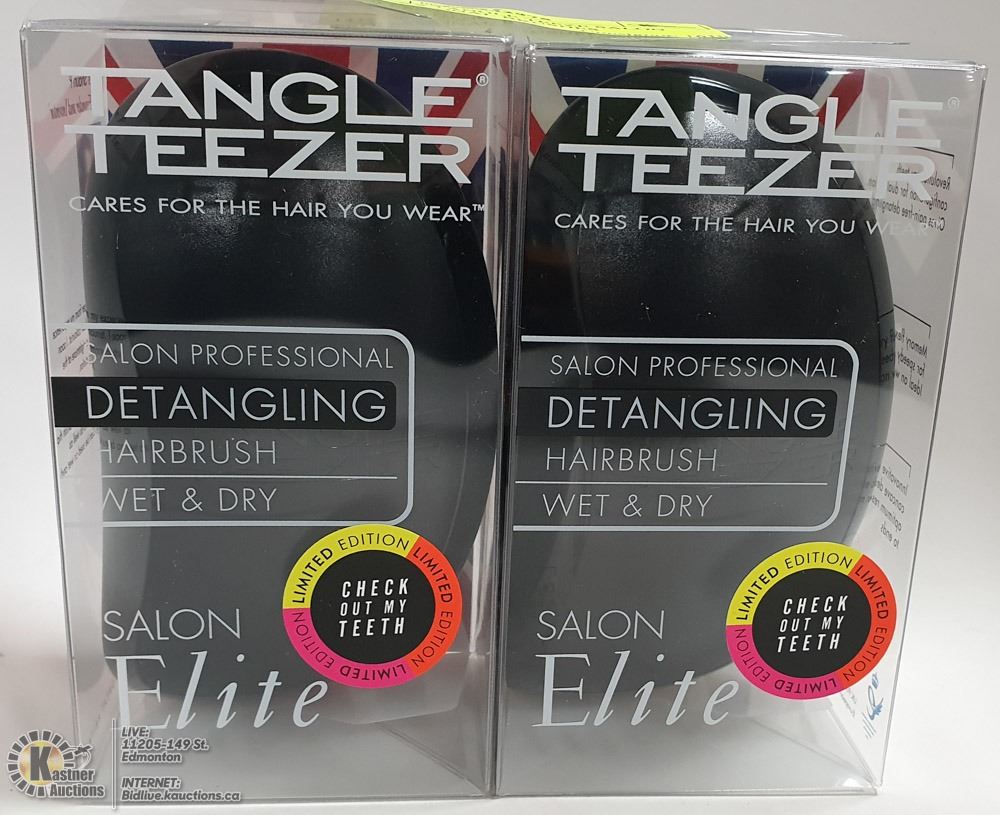 TANGLE
TEEZER®
CARES FOR THE HAIR YOU WEAR™
SALON PROFESSIONAL
DETANGLING
HAIRBRUSH
WET & DRY
LIMITED EDITION LIMITED EDITION LIMITED EDITION
CHECK
OUT MY
TEETH
SALON
Elite
TANGLE
TEEZER®
CARES FOR THE HAIR YOU WEAR
SALON PROFESSIONAL
DETANGLING
HAIRBRUSH
WET & DRY
LIMITED EDITION LIMITED EDITION LIMITED EDITION
CHECK
OUT MY
TEETH
SALON
Elite
Kastner
Auctions
LIVE:
11205-149 St.
Edmonton
INTERNET:
Bidlive.kauctions.ca